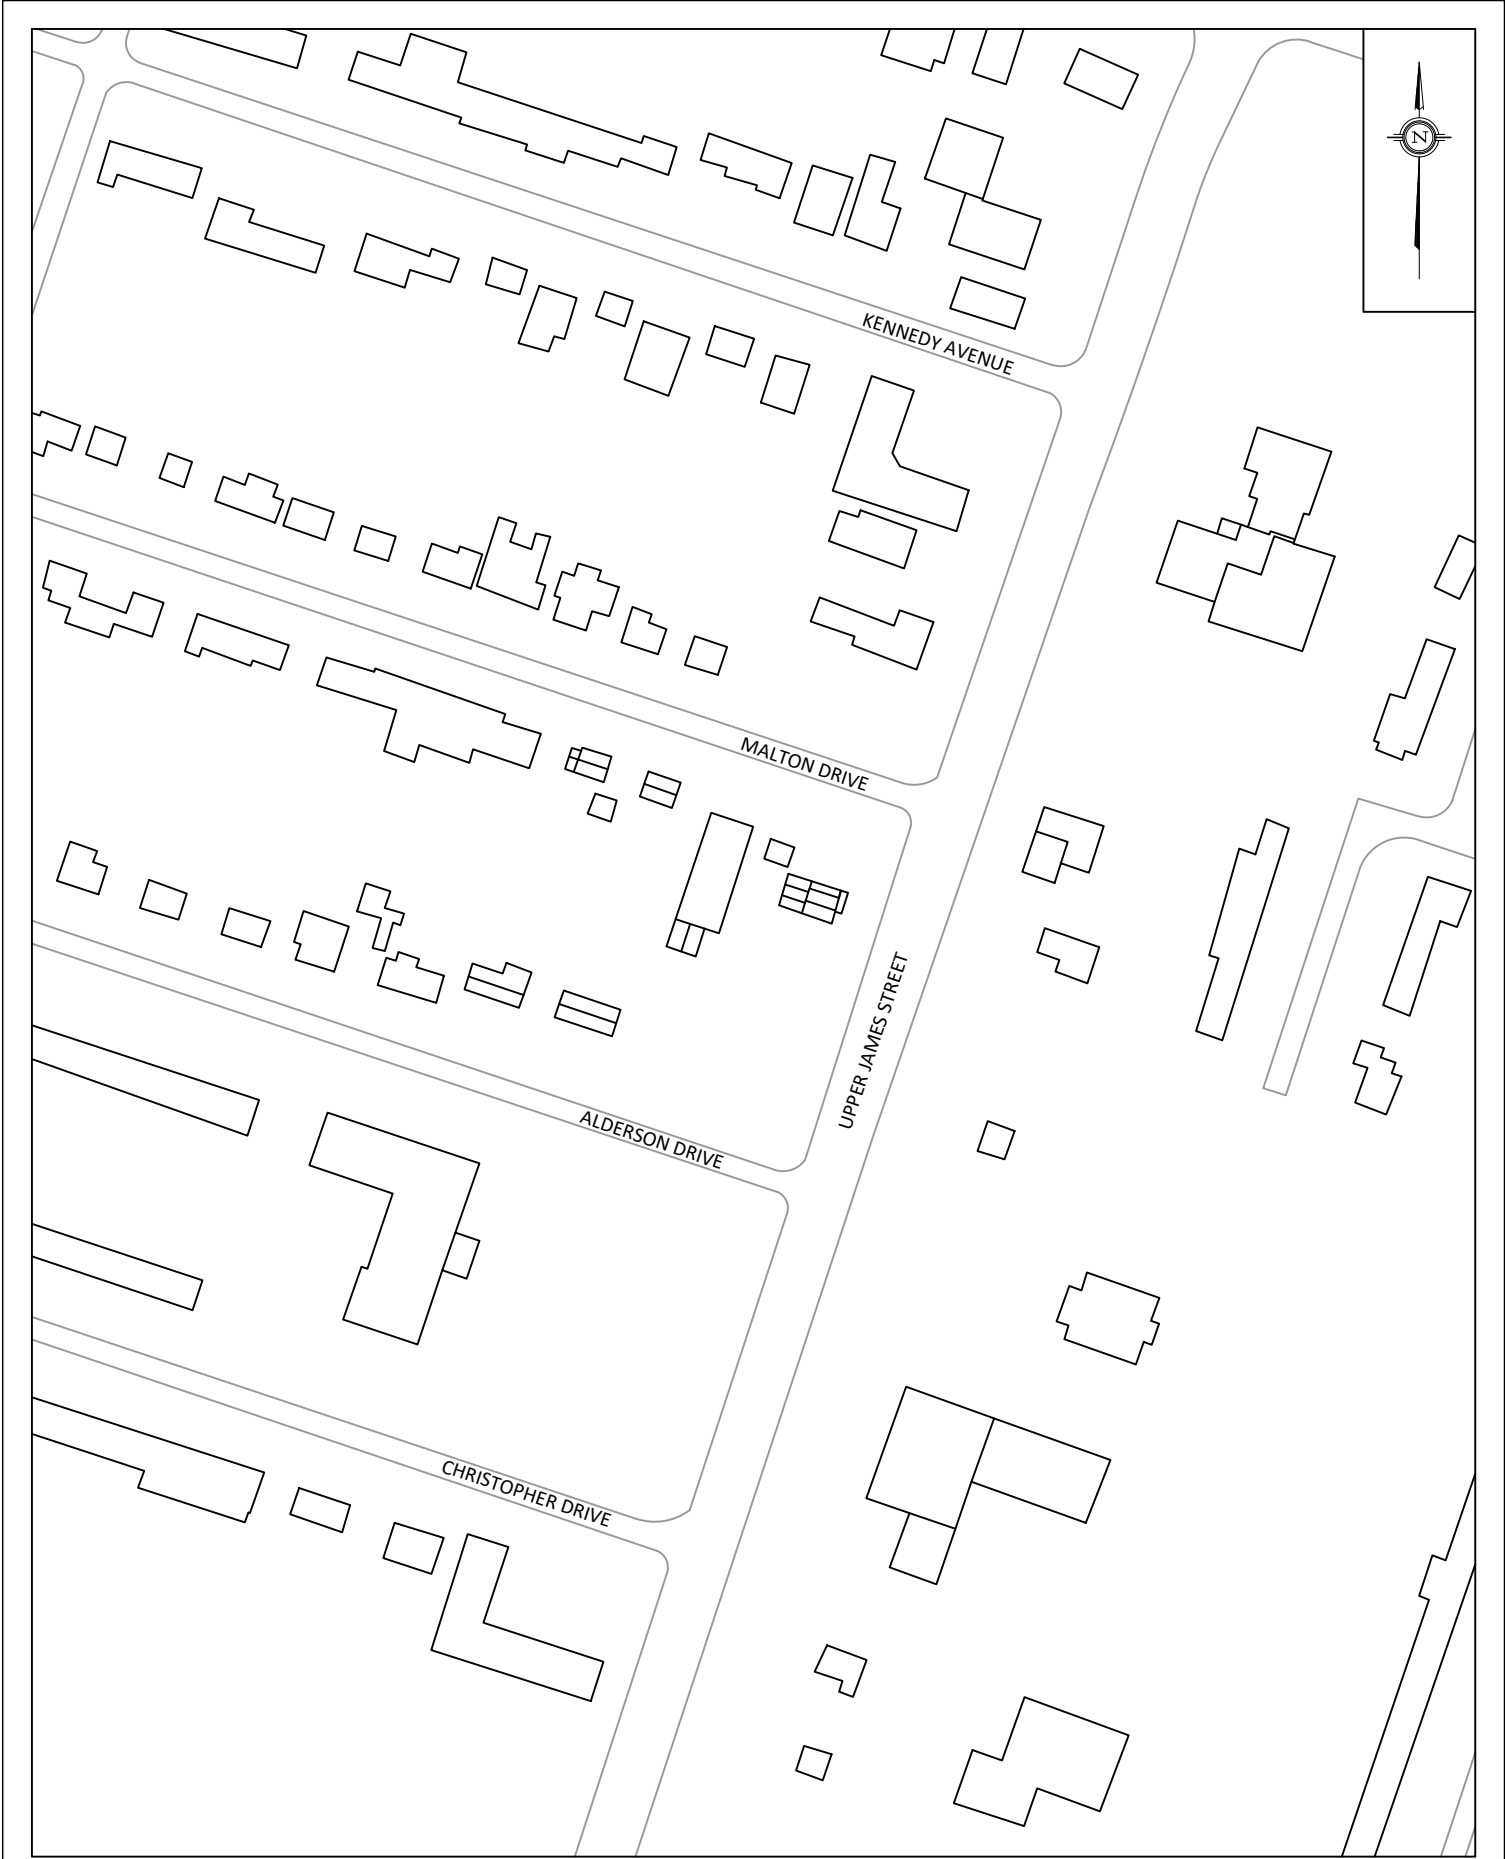 N
KENNEDY AVENUE
MALTON DRIVE
UPPER JAMES STREET
ALDERSON DRIVE
CHRISTOPHER DRIVE